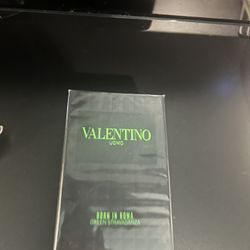 VALENTINO
UOMO
BORN IN ROMA
GREEN STRAVAGANZA